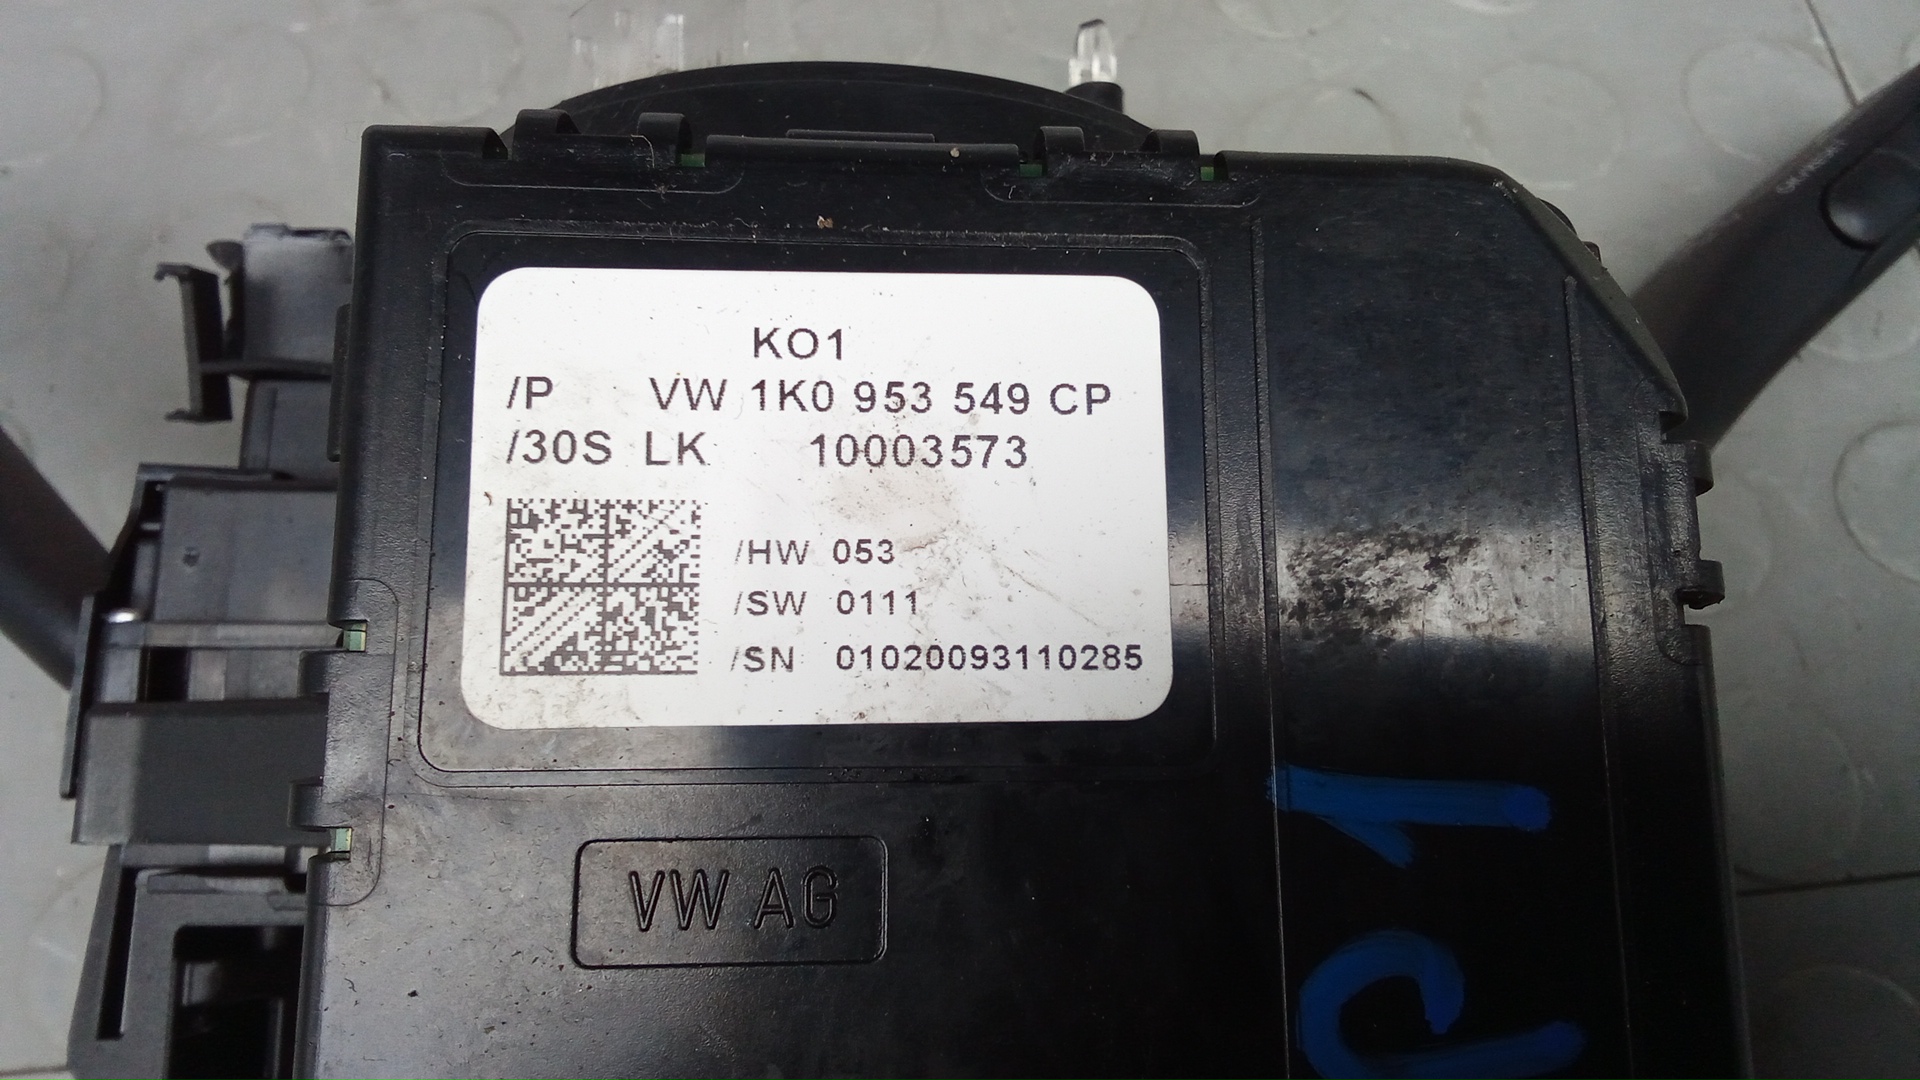 KO1
/P VW 1K0 953 549 CP
/30S LK 10003573
/HW 053
/SW 0111
/SN 01020093110285
VW AG